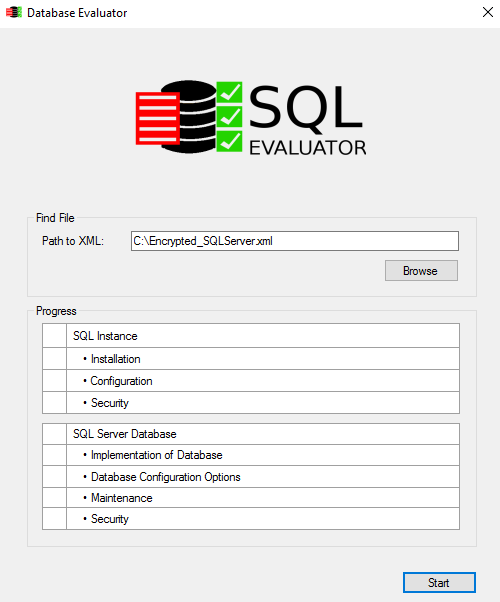 Database Evaluator
SQL
EVALUATOR
Find File
Path to XML:
C:\Encrypted_SQLServer.xml
Browse
Progress
SQL Instance
• Installation
• Configuration
• Security
SQL Server Database
• Implementation of Database
• Database Configuration Options
• Maintenance
• Security
Start